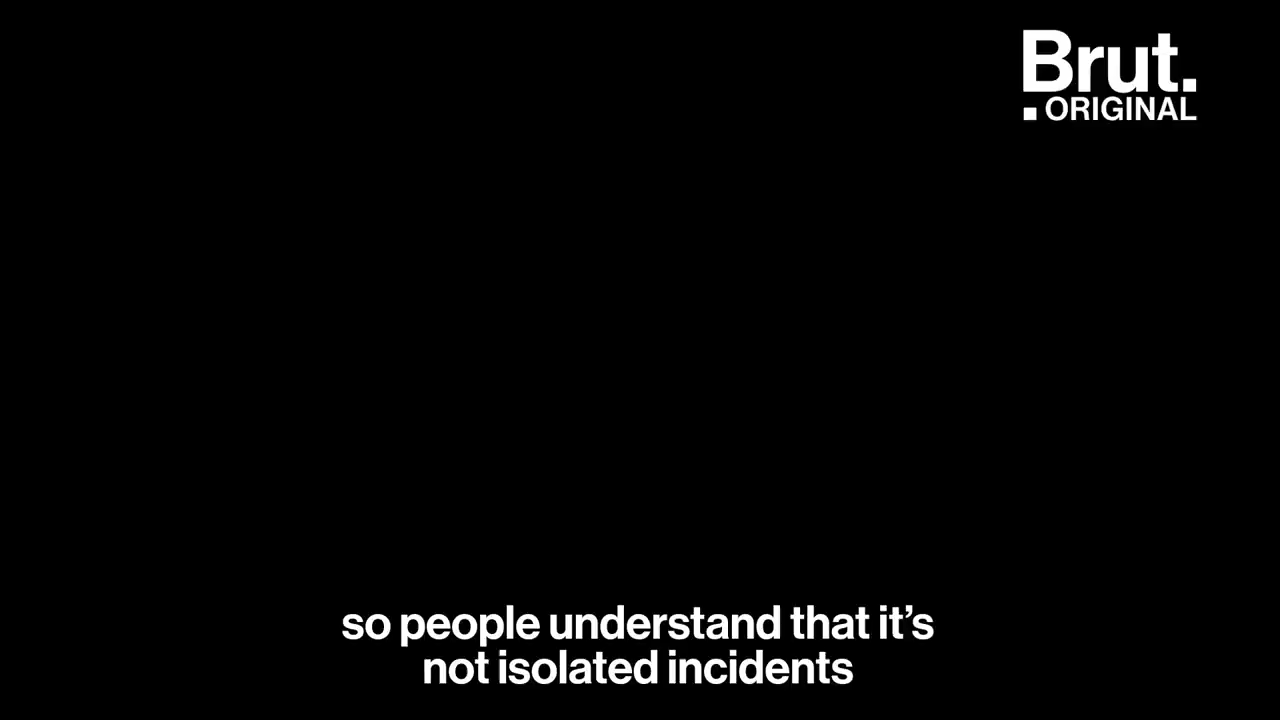 Brut.
ORIGINAL
so people understand that it’s
not isolated incidents